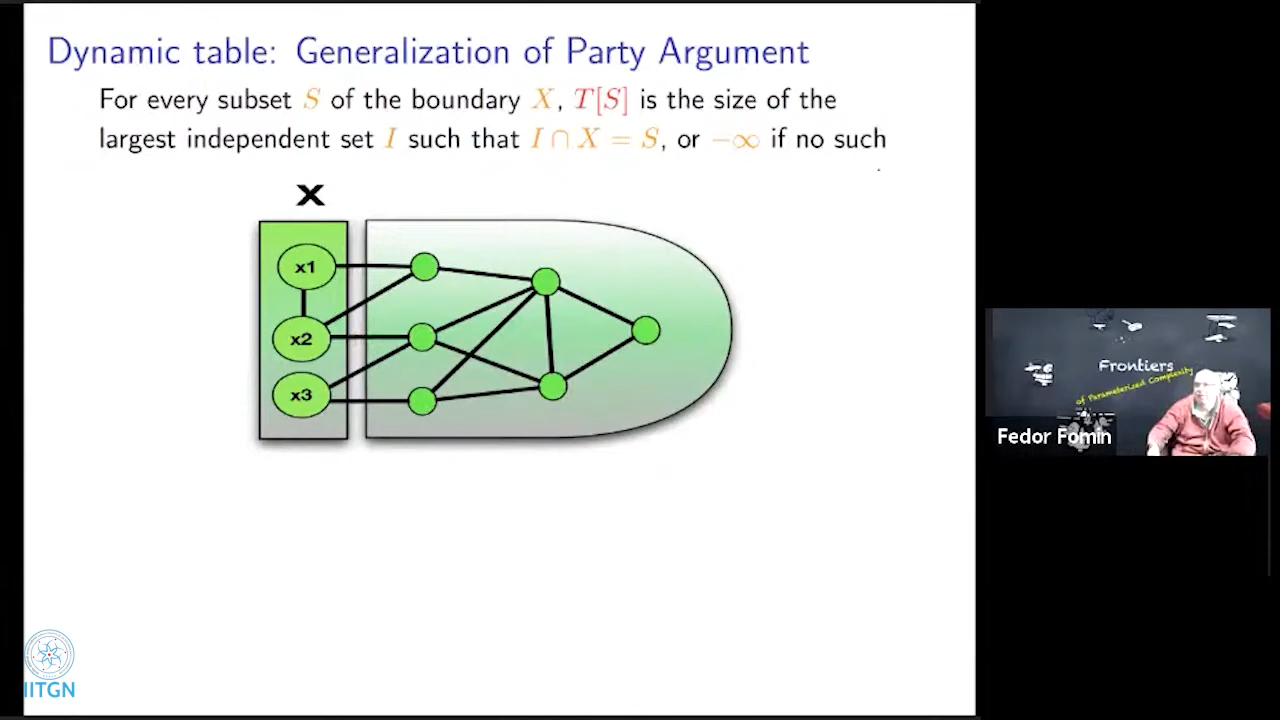 Dynamic table: Generalization of Party Argument
For every subset S of the boundary X, T[S] is the size of the
largest independent set I such that I ∩ X = S, or −∞ if no such
X
x1
x2
x3
Frontiers
of Parameterized Complexity
Fedor Fomin
IITGN